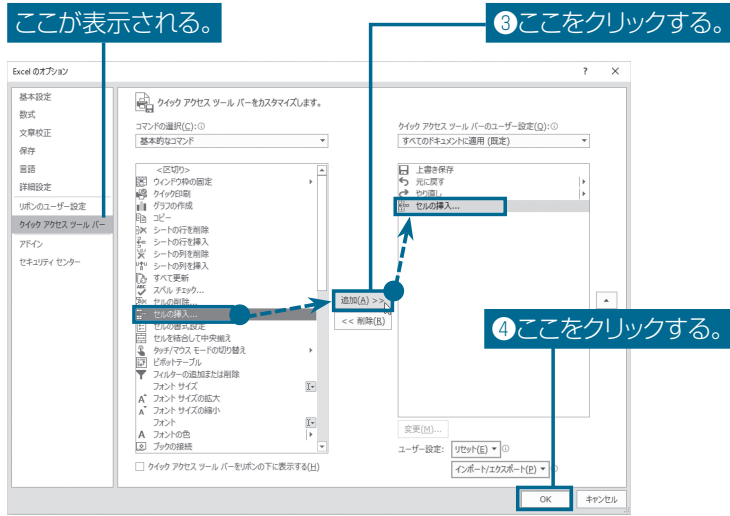 ここが表示される。
③ここをクリックする。
Excel のオプション
? ×
基本設定
数式
文章校正
保存
言語
詳細設定
リボンのユーザー設定
クイック アクセス ツール バー
アドイン
セキュリティ センター
クイック アクセス ツール バーをカスタマイズします。
コマンドの選択(C):
基本的なコマンド
<区切り>
ウィンドウ枠の固定
クイック印刷
グラフの作成
コピー
シートの行を削除
シートの行を挿入
シートの列を削除
シートの列を挿入
すべて更新
スペル チェック...
セルの削除...
セルの挿入...
セルの書式設定
セルを結合して中央揃え
タッチ/マウス モードの切り替え
ピボットテーブル
フィルターの追加または削除
フォント サイズ
フォント サイズの拡大
フォント サイズの縮小
フォント
フォントの色
ブックの接続
クイック アクセス ツール バーをリボンの下に表示する(H)
追加(A) >>
<< 削除(R)
クイック アクセス ツール バーのユーザー設定(Q):
すべてのドキュメントに適用 (既定)
上書き保存
元に戻す
やり直し
セルの挿入...
④ここをクリックする。
変更(M)...
ユーザー設定: リセット(E)
インポート/エクスポート(P)
OK キャンセル